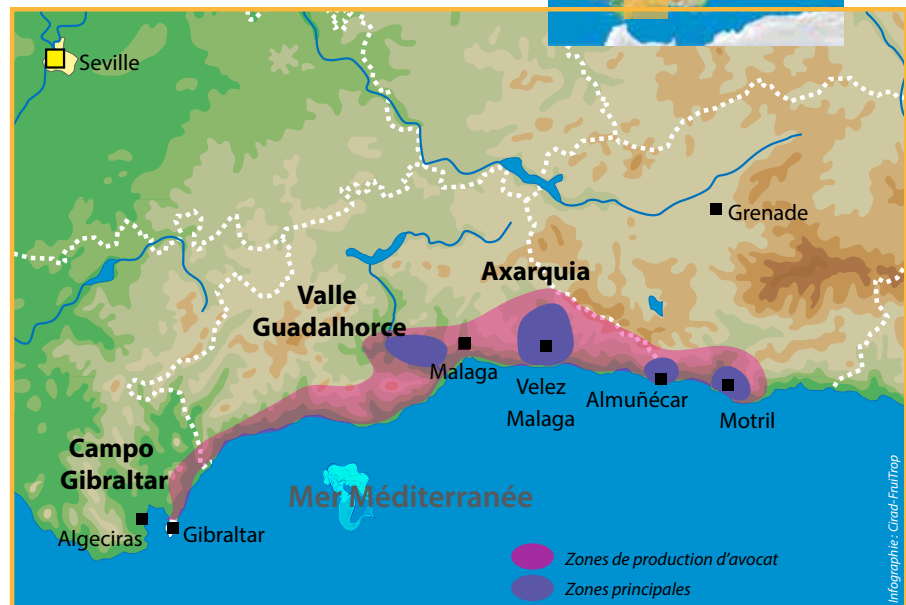 Seville
Grenade
Axarquia
Valle
Guadalhorce
Malaga
Velez
Malaga
Almuñécar
Motril
Campo
Gibraltar
Algeciras
Gibraltar
Mer Méditerranée
Zones de production d'avocat
Zones principales
Infographie : Cirad-FruiTrop